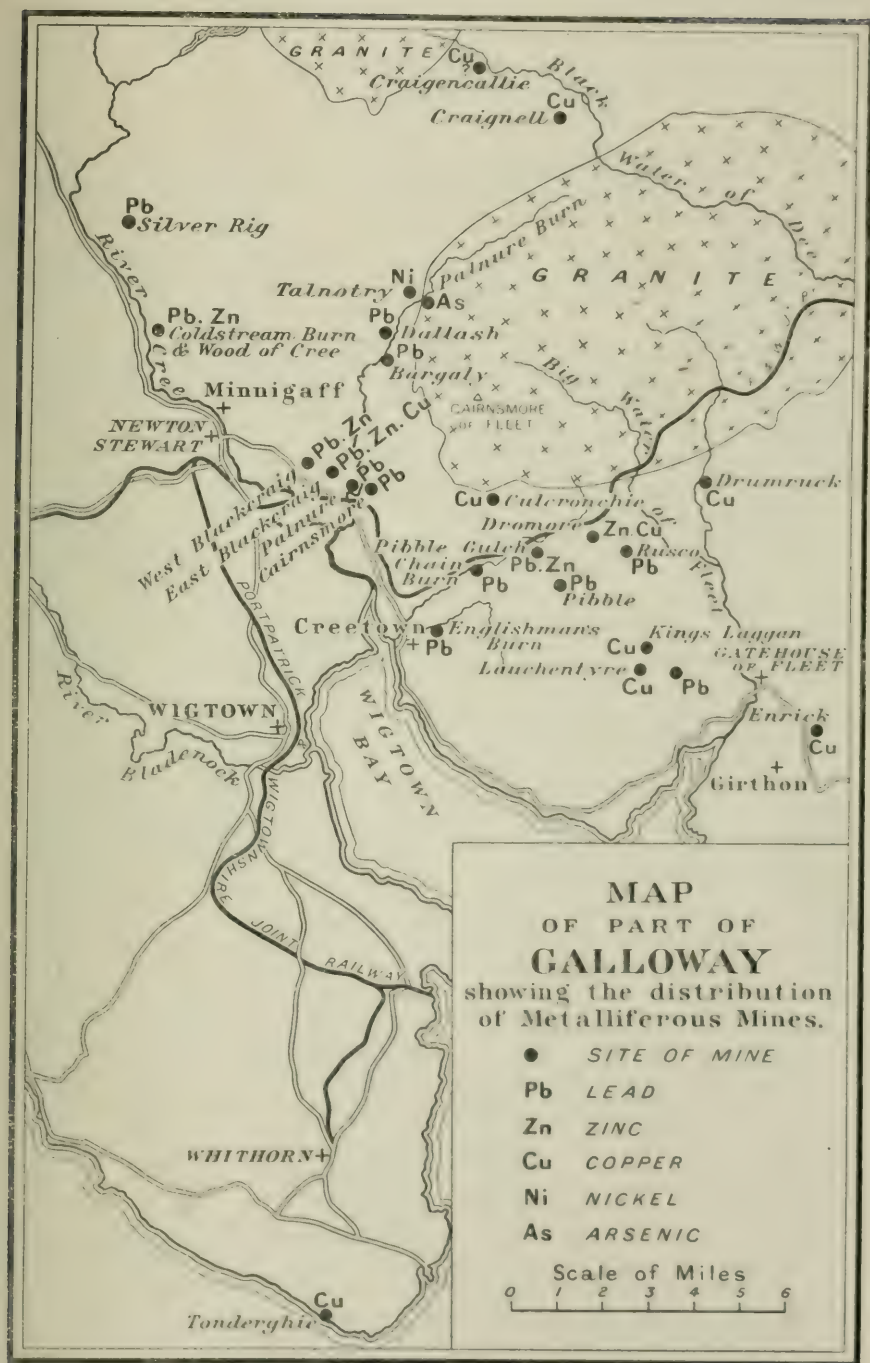 GRANITE
Cu
?
Craigencallie
Black
Water of
Dee
Cu
Craignell
Pb
Silver Rig
River
Cree
Palnure Burn
GRANITE
Ni
Talnotry
As
Pb
Dallash
Pb
Bargaly
Pb. Zn
Coldstream Burn
& Wood of Cree
Minnigaff
NEWTON
STEWART
Big
Water
of
Fleet
CAIRNSMORE
OF FLEET
Pb. Zn
Pb. Zn. Cu
Pb
Pb
West Blackcraig
East Blackcraig
Palnure
Cairnsmore
Cu
Culcronchie
Drumruck
Cu
Dromore
Zn. Cu
Pibble Gulch
Pb. Zn
Rusco
Pb
Chain
Burn
Pb
Pb
Pibble
Creetown
Pb
Englishman's
Burn
Cu
Kings Laggan
Lauchentyre
Cu
Pb
GATEHOUSE
OF FLEET
Enrick
Cu
Girthon
PORTPATRICK
&
WIGTOWNSHIRE
JOINT
RAILWAY
River
Bladenock
WIGTOWN
WIGTOWN
BAY
WHITHORN
Cu
Tonderghie
MAP
OF PART OF
GALLOWAY
showing the distribution
of Metalliferous Mines.
SITE OF MINE
Pb LEAD
Zn ZINC
Cu COPPER
Ni NICKEL
As ARSENIC
Scale of Miles
0 1 2 3 4 5 6